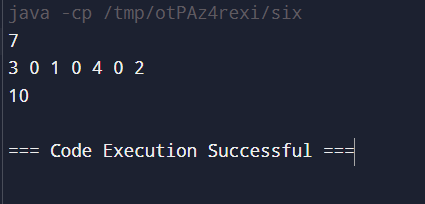 java -cp /tmp/otPAz4rexi/six
7
3 0 1 0 4 0 2
10
=== Code Execution Successful ===